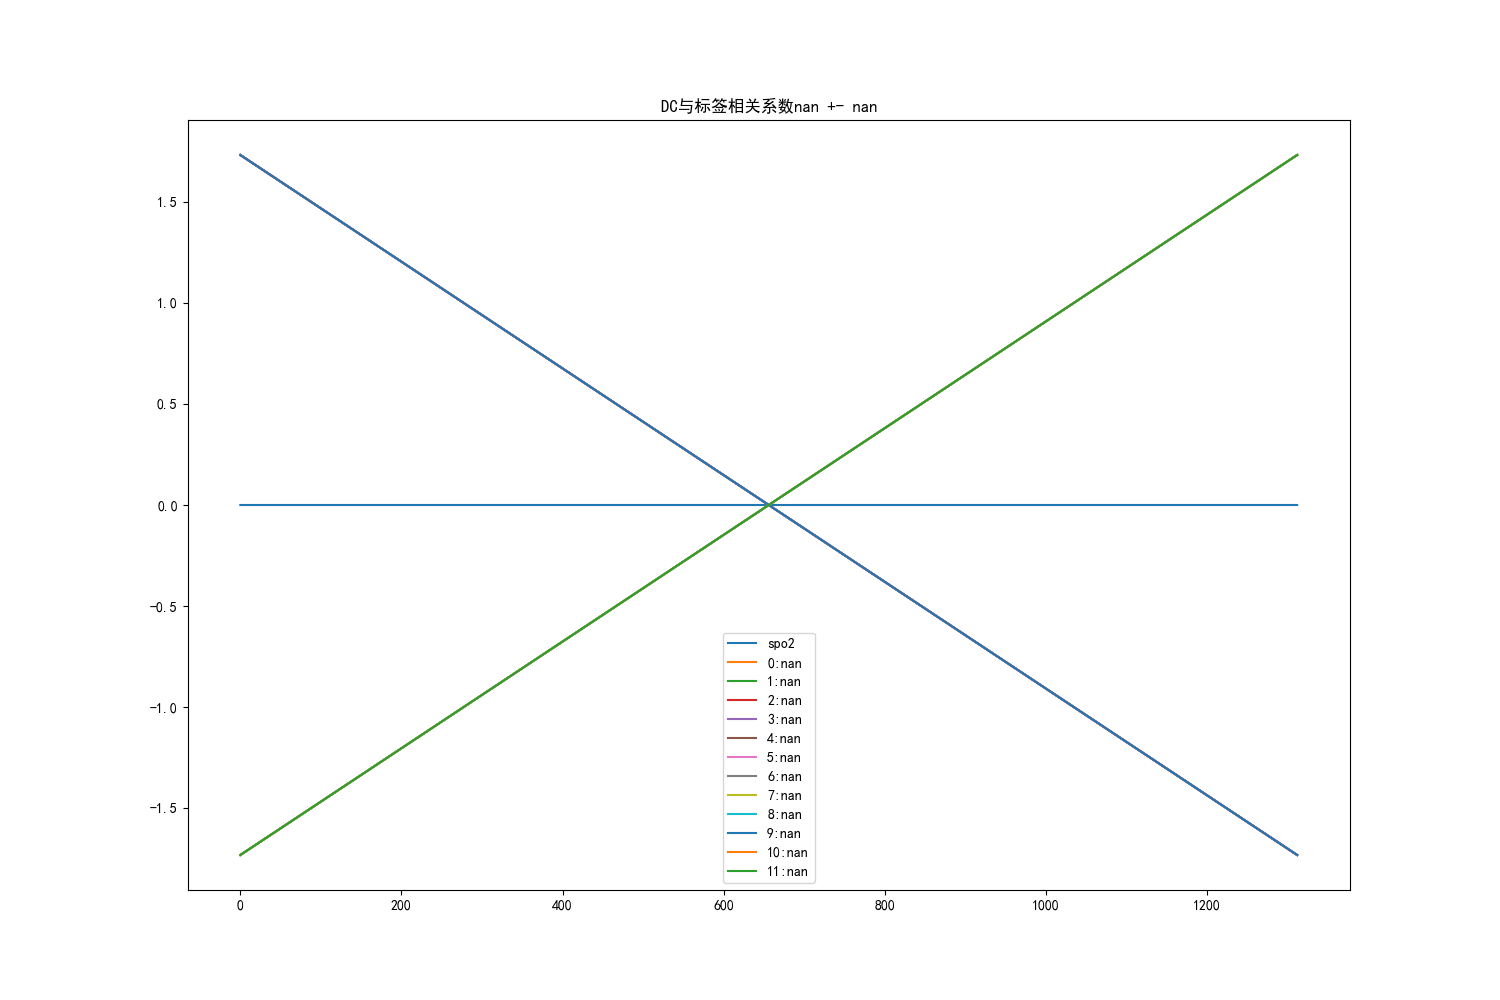 DC与标签相关系数nan +- nan
1.5
1.0
0.5
0.0
-0.5
-1.0
-1.5
spo2
0:nan
1:nan
2:nan
3:nan
4:nan
5:nan
6:nan
7:nan
8:nan
9:nan
10:nan
11:nan
0 200 400 600 800 1000 1200